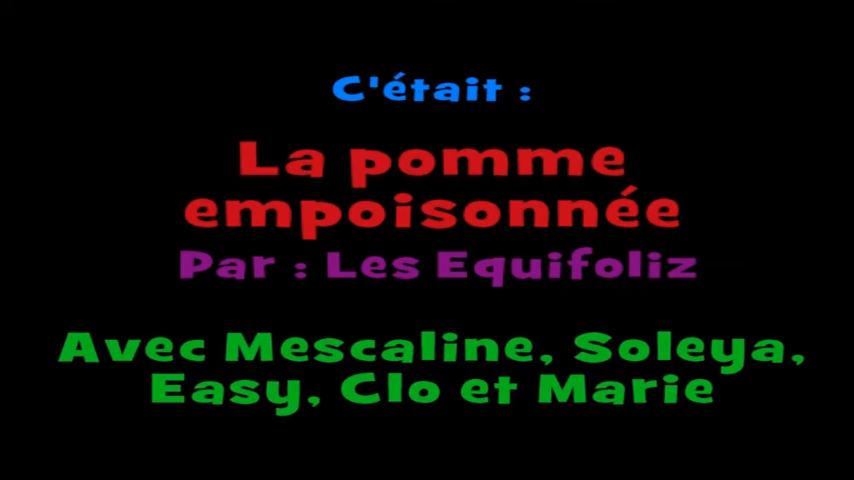 C'était :
La pomme
empoisonnée
Par : Les Equifoliz
Avec Mescaline, Soleya,
Easy, Clo et Marie